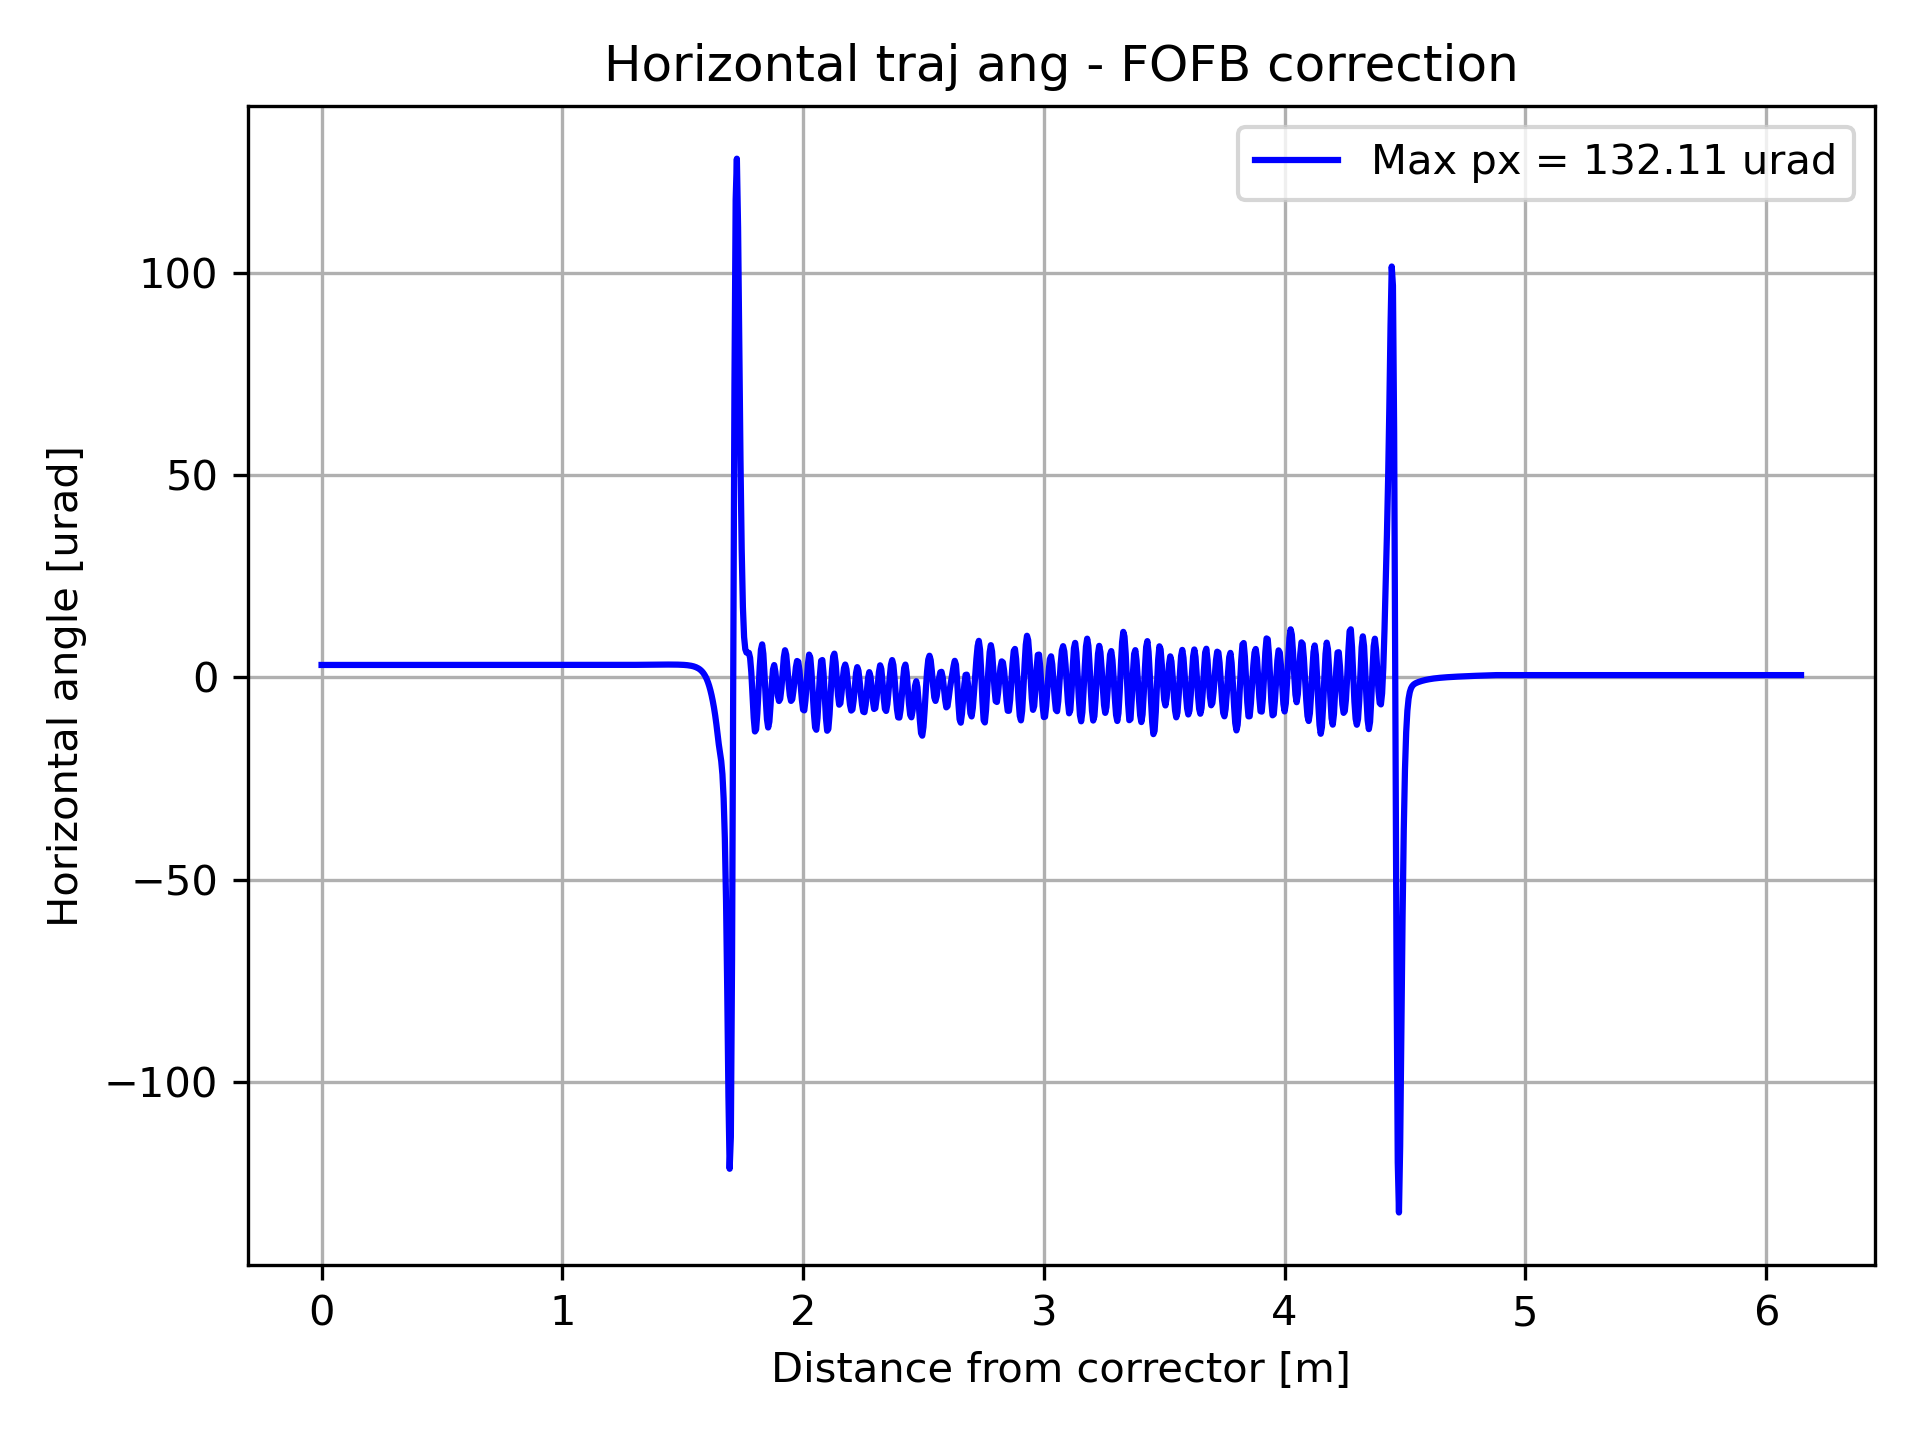 Horizontal traj ang - FOFB correction
Max px = 132.11 urad
Horizontal angle [urad]
100
50
0
−50
−100
0 1 2 3 4 5 6
Distance from corrector [m]